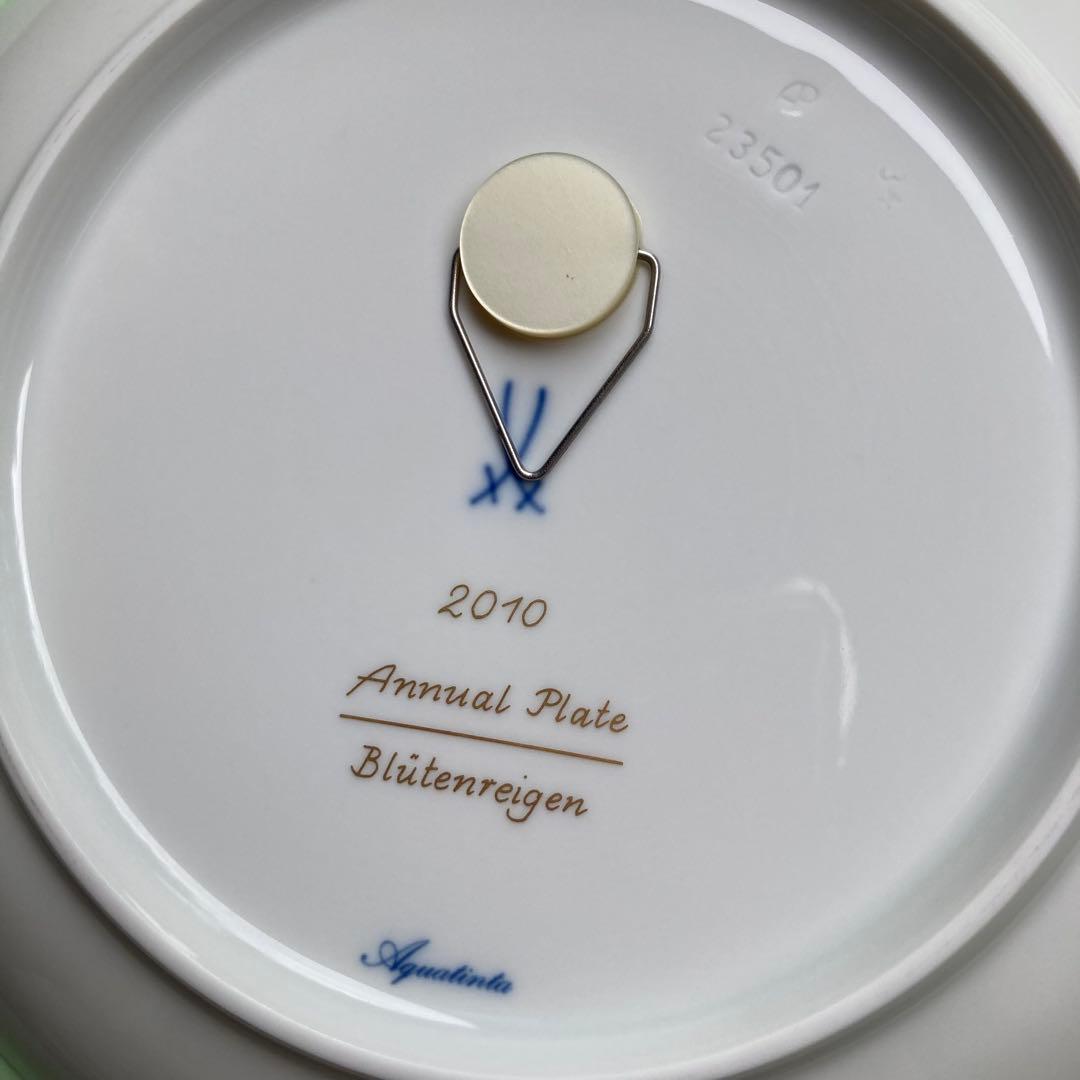 23501
2010
Annual Plate
Blütenreigen
Aquatinta